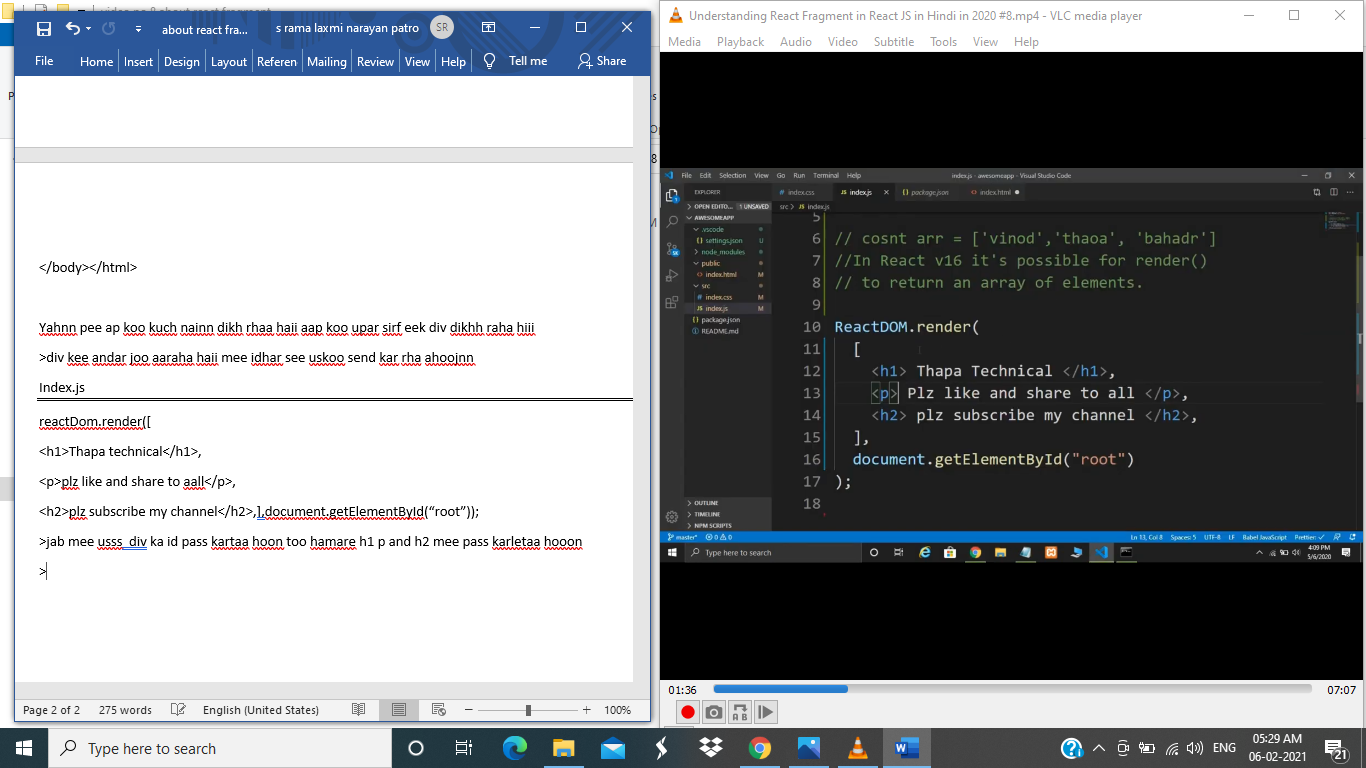 about react fra...
s rama laxmi narayan patro
SR
File Home Insert Design Layout Referen Mailing Review View Help Tell me Share
</body></html>
Yahnn pee ap koo kuch nainn dikh rhaa haii aap koo upar sirf eek div dikhh raha hiii
>div kee andar joo aaraha haii mee idhar see uskoo send kar rha ahoojnn
Index.js
reactDom.render([
<h1>Thapa technical</h1>,
<p>plz like and share to aall</p>,
<h2>plz subscribe my channel</h2>,],document.getElementById(“root”));
>jab mee usss div ka id pass kartaa hoon too hamare h1 p and h2 mee pass karletaa hooon
>
Page 2 of 2 275 words English (United States) 100%
Understanding React Fragment in React JS in Hindi in 2020 #8.mp4 - VLC media player
Media Playback Audio Video Subtitle Tools View Help
File Edit Selection View Go Run Terminal Help
index.js - awesomeapp - Visual Studio Code
EXPLORER
index.css index.js package.json index.html
OPEN EDITO... 1 UNSAVED
src > JS index.js
AWESOMEAPP
.vscode
settings.json U
node_modules
public
index.html M
src
index.css M
index.js M
package.json
README.md
OUTLINE
TIMELINE
NPM SCRIPTS
5
6 // cosnt arr = ['vinod','thaoa', 'bahadr']
7 //In React v16 it's possible for render()
8 // to return an array of elements.
9
10 ReactDOM.render(
11 [
12 <h1> Thapa Technical </h1>,
13 <p> Plz like and share to all </p>,
14 <h2> plz subscribe my channel </h2>,
15 ],
16 document.getElementById("root")
17 );
18
master* 0 0 Ln 13, Col 8 Spaces: 5 UTF-8 LF Babel JavaScript Prettier: ✓
Type here to search
4:09 PM
5/6/2020
01:36 07:07
Type here to search
ENG
05:29 AM
06-02-2021
21